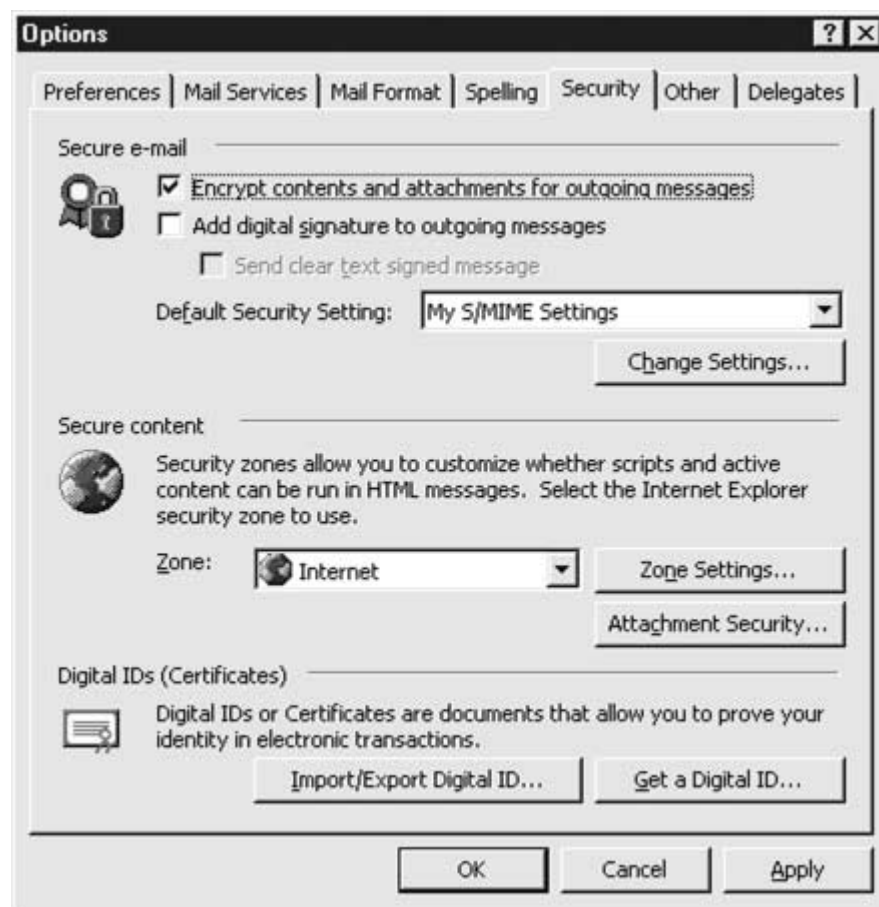 Options
Preferences Mail Services Mail Format Spelling Security Other Delegates
Secure e-mail
Encrypt contents and attachments for outgoing messages
Add digital signature to outgoing messages
Send clear text signed message
Default Security Setting: My S/MIME Settings
Change Settings...
Secure content
Security zones allow you to customize whether scripts and active
content can be run in HTML messages. Select the Internet Explorer
security zone to use.
Zone: Internet Zone Settings...
Attachment Security...
Digital IDs (Certificates)
Digital IDs or Certificates are documents that allow you to prove your
identity in electronic transactions.
Import/Export Digital ID... Get a Digital ID...
OK Cancel Apply